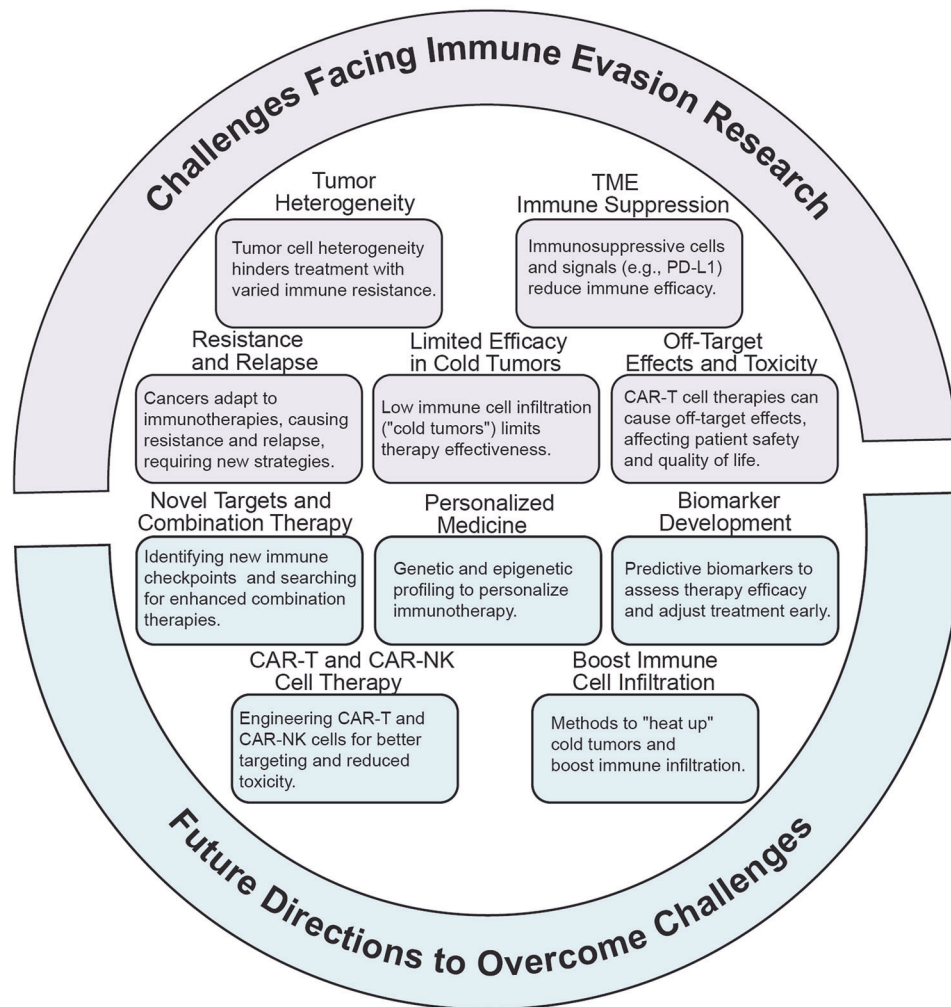 Challenges Facing Immune Evasion Research
Tumor
Heterogeneity
Tumor cell heterogeneity
hinders treatment with
varied immune resistance.
TME
Immune Suppression
Immunosuppressive cells
and signals (e.g., PD-L1)
reduce immune efficacy.
Resistance
and Relapse
Cancers adapt to
immunotherapies, causing
resistance and relapse,
requiring new strategies.
Limited Efficacy
in Cold Tumors
Low immune cell infiltration
("cold tumors") limits
therapy effectiveness.
Off-Target
Effects and Toxicity
CAR-T cell therapies can
cause off-target effects,
affecting patient safety
and quality of life.
Novel Targets and
Combination Therapy
Identifying new immune
checkpoints and searching
for enhanced combination
therapies.
Personalized
Medicine
Genetic and epigenetic
profiling to personalize
immunotherapy.
Biomarker
Development
Predictive biomarkers to
assess therapy efficacy
and adjust treatment early.
CAR-T and CAR-NK
Cell Therapy
Engineering CAR-T and
CAR-NK cells for better
targeting and reduced
toxicity.
Boost Immune
Cell Infiltration
Methods to "heat up"
cold tumors and
boost immune infiltration.
Future Directions to Overcome Challenges